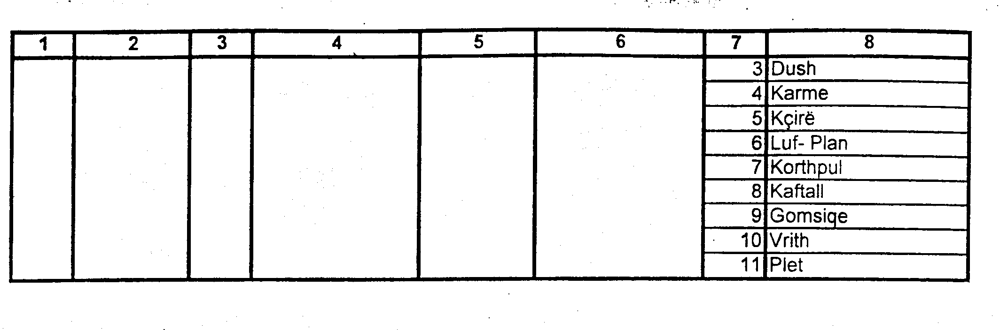 1 2 3 4 5 6 7 8
3 Dush
4 Karme
5 Kçirë
6 Luf- Plan
7 Korthpul
8 Kaftall
9 Gomsiqe
10 Vrith
11 Plet